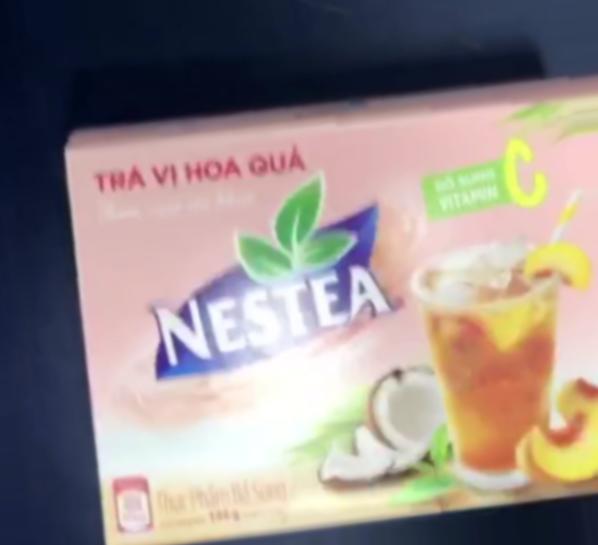 TRÀ VỊ HOA QUẢ
BỔ SUNG
VITAMIN C
NESTEA
Thực Phẩm Bổ Sung